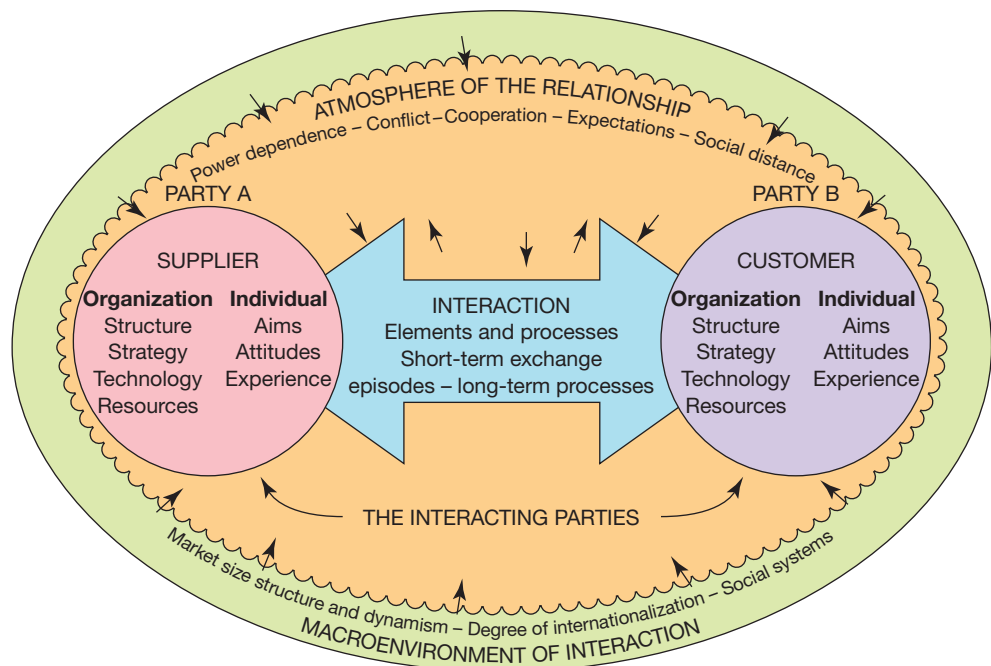 ATMOSPHERE OF THE RELATIONSHIP
Power dependence – Conflict – Cooperation – Expectations – Social distance
PARTY A
SUPPLIER
Organization Individual
Structure Aims
Strategy Attitudes
Technology Experience
Resources
INTERACTION
Elements and processes
Short-term exchange
episodes – long-term processes
PARTY B
CUSTOMER
Organization Individual
Structure Aims
Strategy Attitudes
Technology Experience
Resources
THE INTERACTING PARTIES
Market size structure and dynamism – Degree of internationalization – Social systems
MACROENVIRONMENT OF INTERACTION